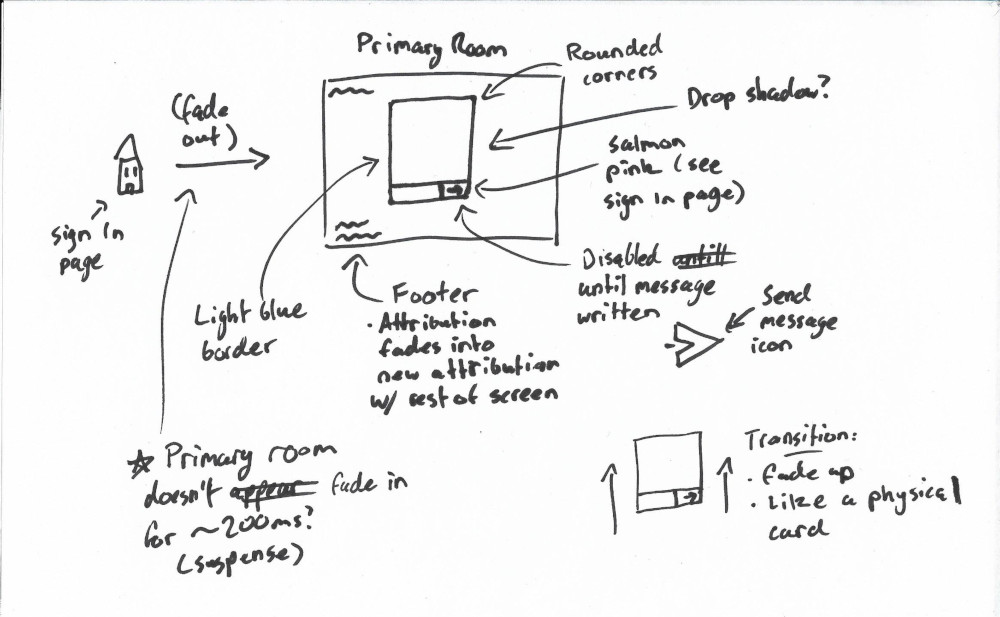 Primary Room
Rounded
corners
Drop shadow?
(fade
out)
salmon
pink (see
sign in page)
sign in
page
Disabled until
until message
written
Light blue
border
Footer
· Attribution
fades into
new attribution
w/ rest of screen
Send
message
icon
☆ Primary room
doesn't appear fade in
for ~200ms?
(suspense)
Transition:
· fade up
· Like a physical
card